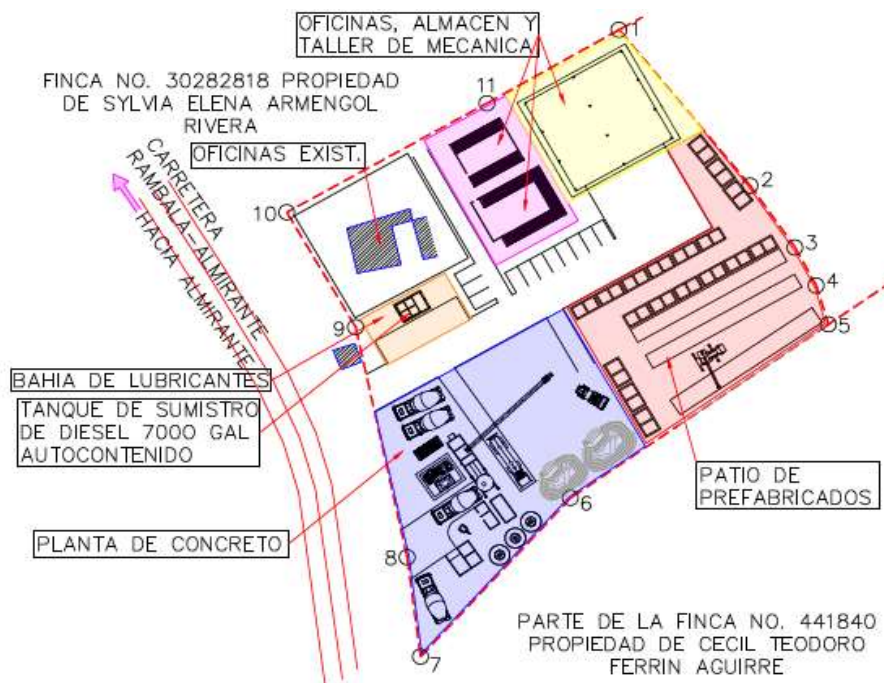 OFICINAS, ALMACEN Y
TALLER DE MECANICA
1
FINCA NO. 30282818 PROPIEDAD
DE SYLVIA ELENA ARMENGOL
RIVERA
11
OFICINAS EXIST.
CARRETERA
RAMBALA-ALMIRANTE
HACIA ALMIRANTE
10
2
3
4
5
9
BAHIA DE LUBRICANTES
TANQUE DE SUMISTRO
DE DIESEL 7000 GAL
AUTOCONTENIDO
PATIO DE
PREFABRICADOS
6
PLANTA DE CONCRETO
8
7
PARTE DE LA FINCA NO. 441840
PROPIEDAD DE CECIL TEODORO
FERRIN AGUIRRE